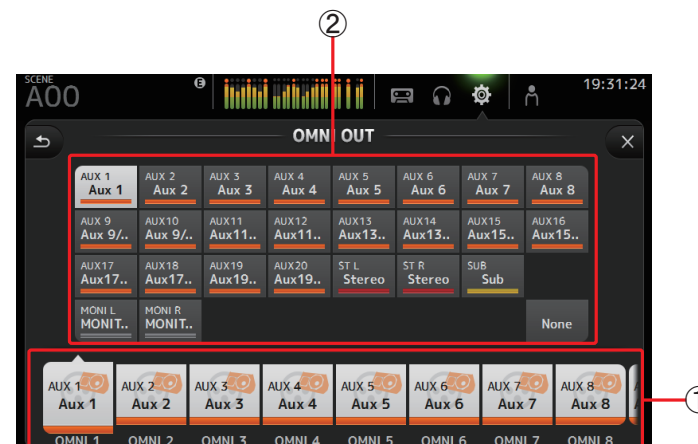 ②
SCENE
A00
E
19:31:24
OMNI OUT
AUX 1 AUX 2 AUX 3 AUX 4 AUX 5 AUX 6 AUX 7 AUX 8
Aux 1 Aux 2 Aux 3 Aux 4 Aux 5 Aux 6 Aux 7 Aux 8
AUX 9 AUX10 AUX11 AUX12 AUX13 AUX14 AUX15 AUX16
Aux 9/.. Aux 9/.. Aux11.. Aux11.. Aux13.. Aux13.. Aux15.. Aux15..
AUX17 AUX18 AUX19 AUX20 ST L ST R SUB
Aux17.. Aux17.. Aux19.. Aux19.. Stereo Stereo Sub
MONI L MONI R
MONIT.. MONIT.. None
AUX 1 AUX 2 AUX 3 AUX 4 AUX 5 AUX 6 AUX 7 AUX 8
Aux 1 Aux 2 Aux 3 Aux 4 Aux 5 Aux 6 Aux 7 Aux 8
OMNI 1 OMNI 2 OMNI 3 OMNI 4 OMNI 5 OMNI 6 OMNI 7 OMNI 8